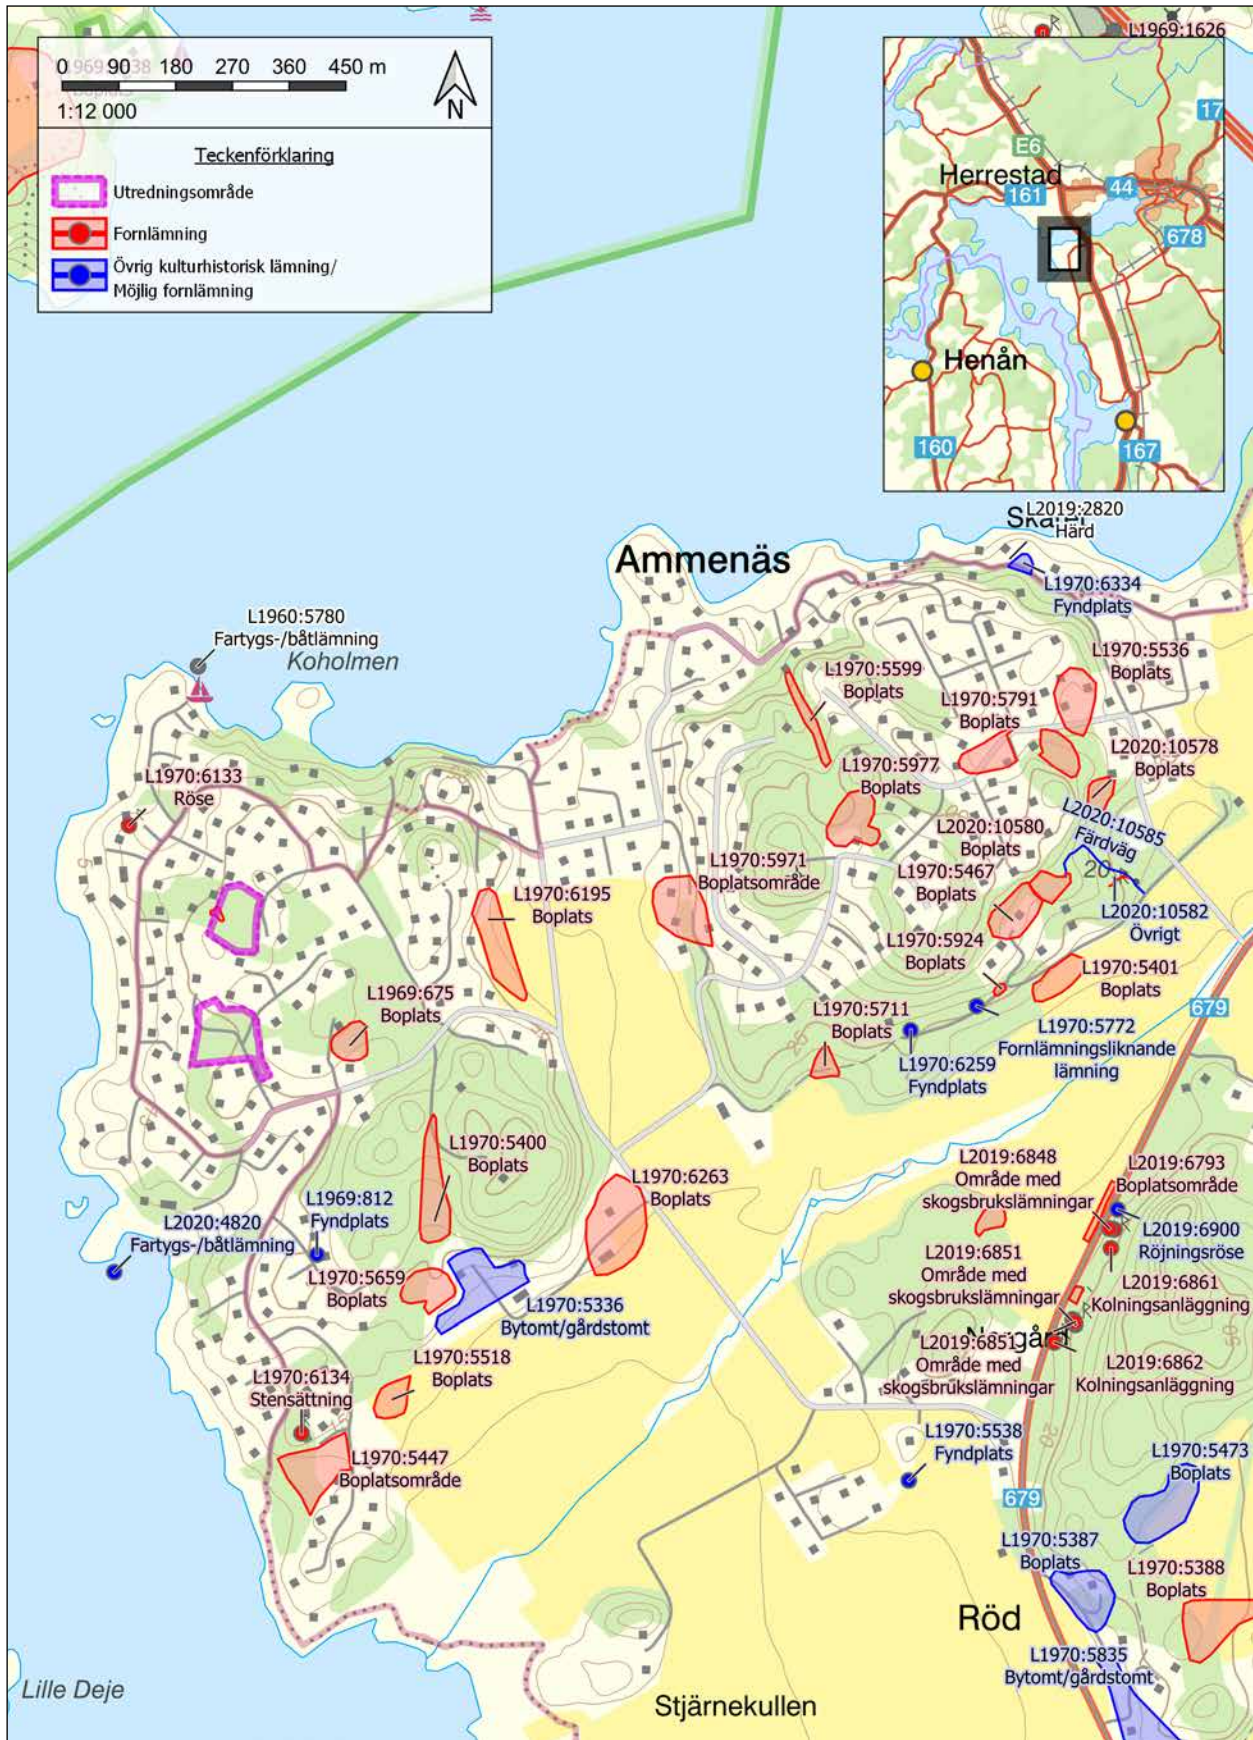 L1969:1626
0 90 180 270 360 450 m
1:12 000
N
Teckenförklaring
Utredningsområde
Fornlämning
Övrig kulturhistorisk lämning/
Möjlig fornlämning
E6
17
Herrestad
161
44
678
Henån
160
167
L2019:2820
Härd
Ammenäs
L1970:6334
Fyndplats
L1960:5780
Fartygs-/båtlämning
Koholmen
L1970:5536
Boplats
L1970:5599
Boplats
L1970:5791
Boplats
L2020:10578
Boplats
L1970:5977
Boplats
L1970:6133
Röse
L2020:10585
Färdväg
L2020:10580
Boplats
L1970:5971
Boplatsområde
L1970:5467
Boplats
20
L1970:6195
Boplats
L2020:10582
Övrigt
L1970:5924
Boplats
L1970:5401
Boplats
L1969:675
Boplats
L1970:5711
Boplats
679
L1970:5772
Fornlämningsliknande
lämning
L1970:6259
Fyndplats
L1970:5400
Boplats
L1970:6263
Boplats
L2019:6848
Område med
skogsbrukslämningar
L2019:6793
Boplatsområde
L1969:812
Fyndplats
L2020:4820
Fartygs-/båtlämning
L2019:6900
Röjningsröse
L2019:6851
Område med
skogsbrukslämningar
L1970:5659
Boplats
L1970:5336
Bytomt/gårdstomt
L2019:6861
Kolningsanläggning
L2019:6851
Område med
skogsbrukslämningar
L2019:6862
Kolningsanläggning
L1970:5518
Boplats
L1970:6134
Stensättning
L1970:5538
Fyndplats
L1970:5447
Boplatsområde
L1970:5473
Boplats
679
L1970:5387
Boplats
L1970:5388
Boplats
Röd
L1970:5835
Bytomt/gårdstomt
Lille Deje
Stjärnekullen